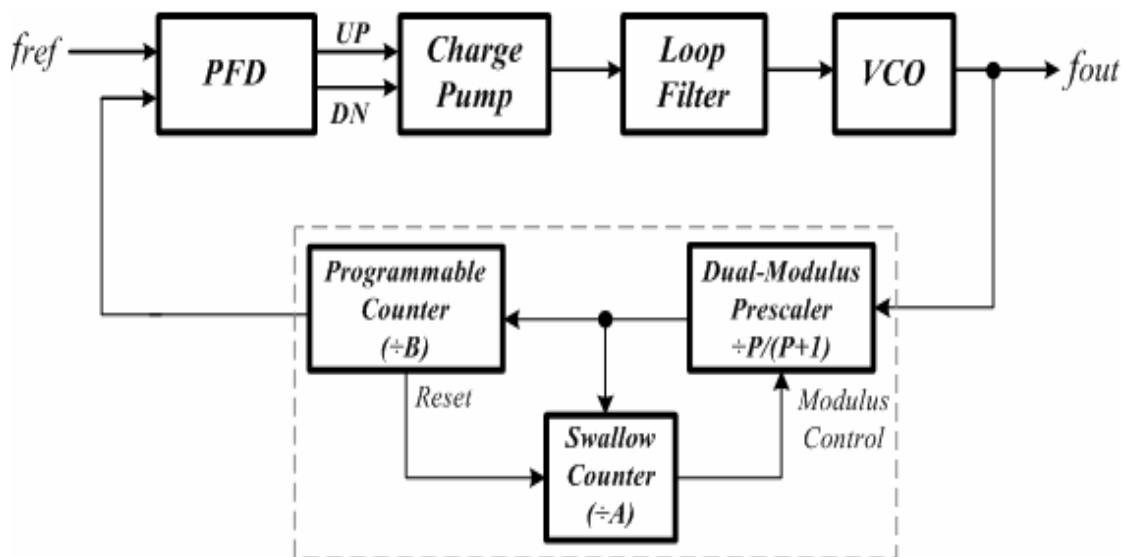 fref
PFD
UP
DN
Charge
Pump
Loop
Filter
VCO
fout
Programmable
Counter
(÷B)
Dual-Modulus
Prescaler
÷P/(P+1)
Reset
Modulus
Control
Swallow
Counter
(÷A)